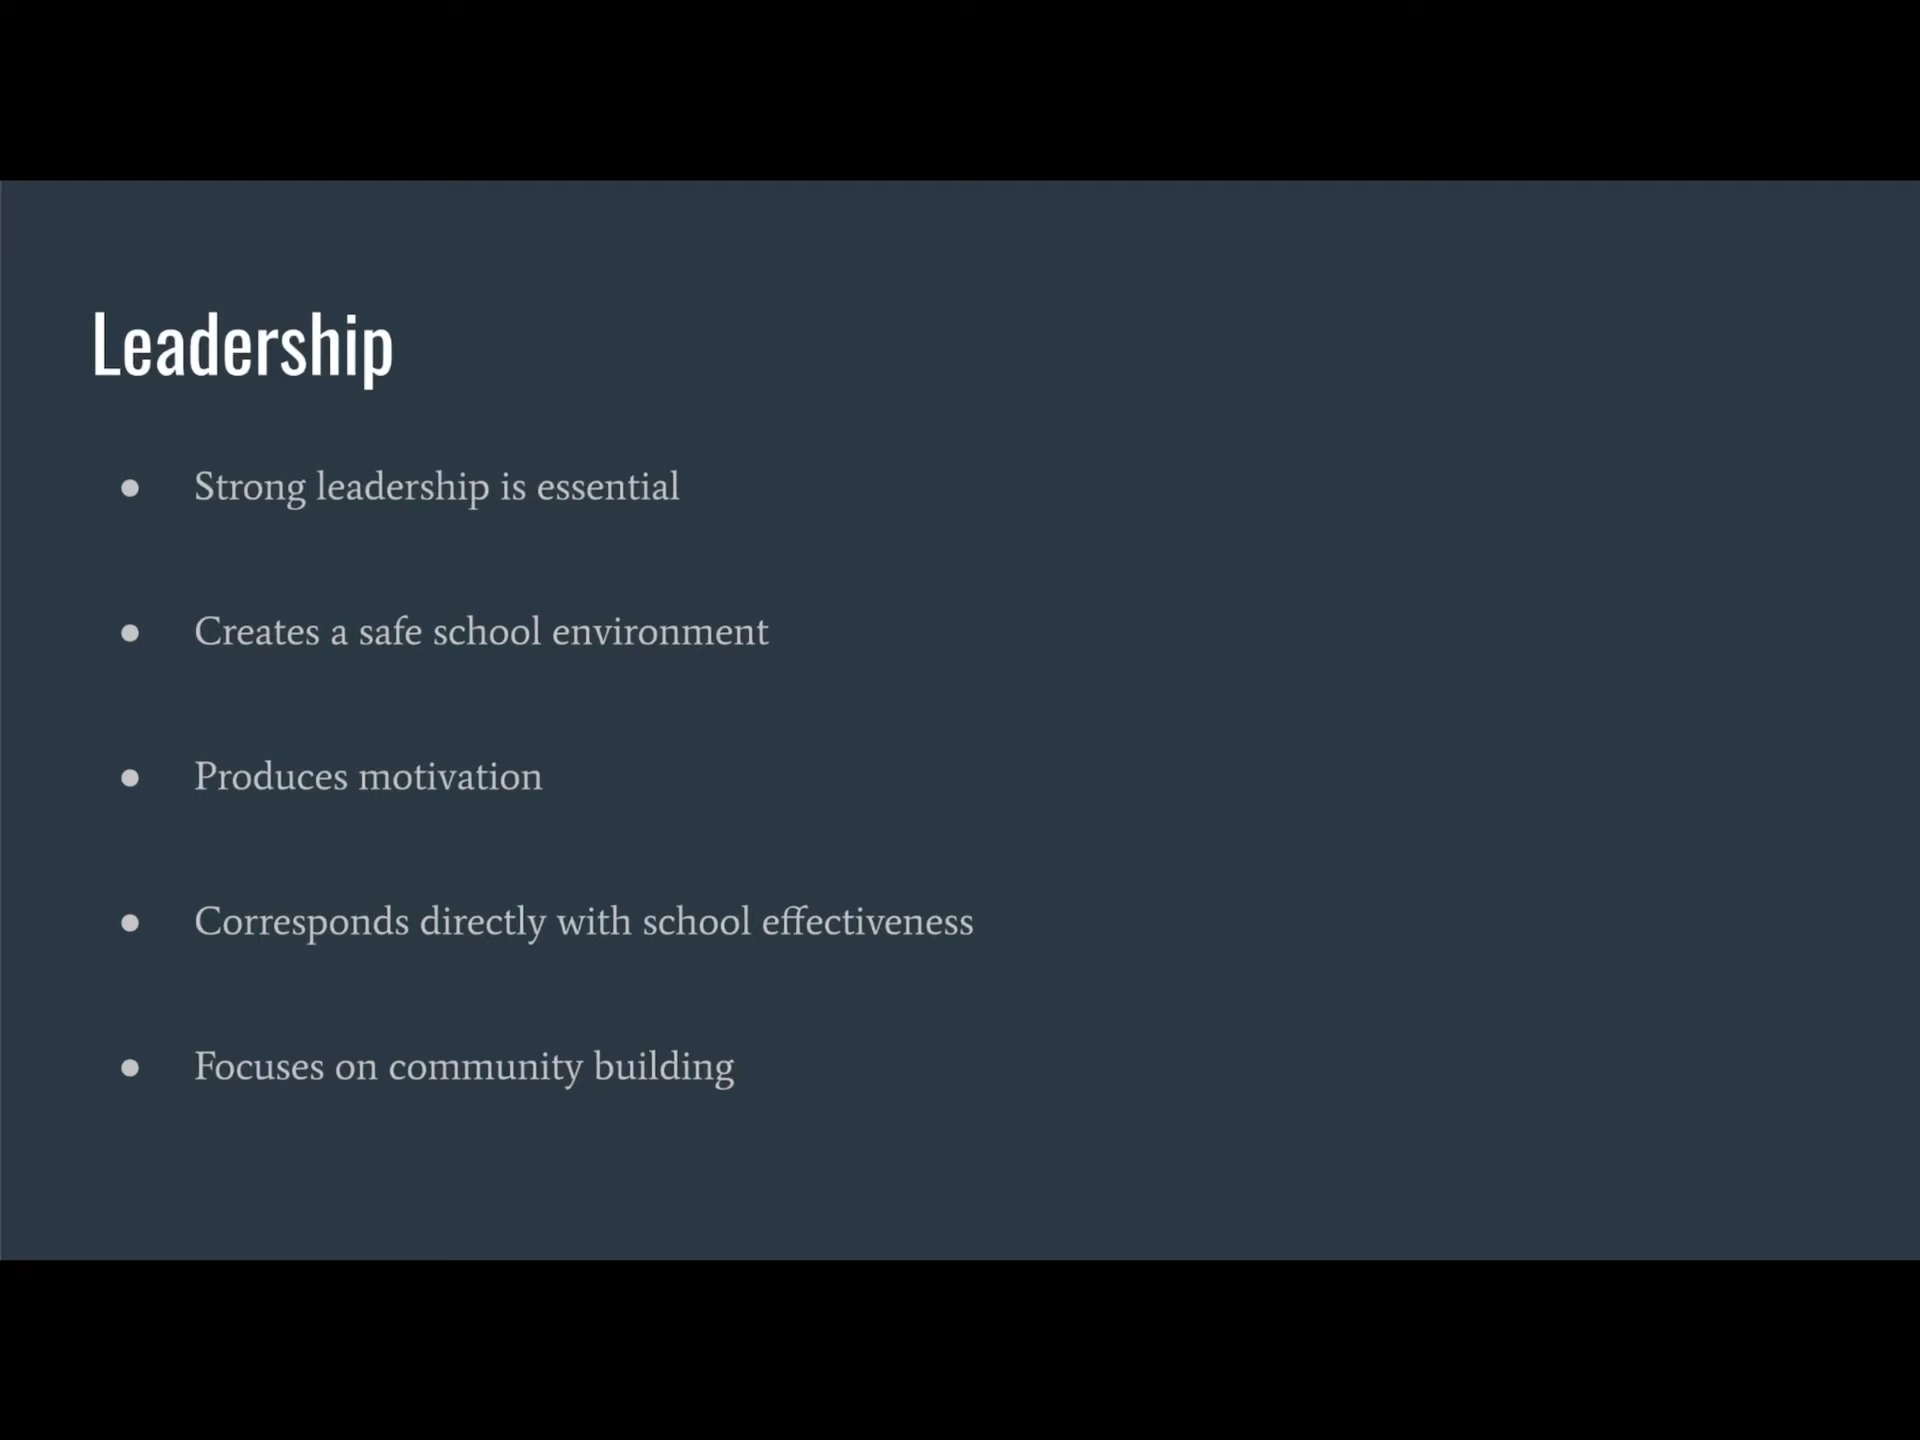 Leadership
● Strong leadership is essential
● Creates a safe school environment
● Produces motivation
● Corresponds directly with school effectiveness
● Focuses on community building